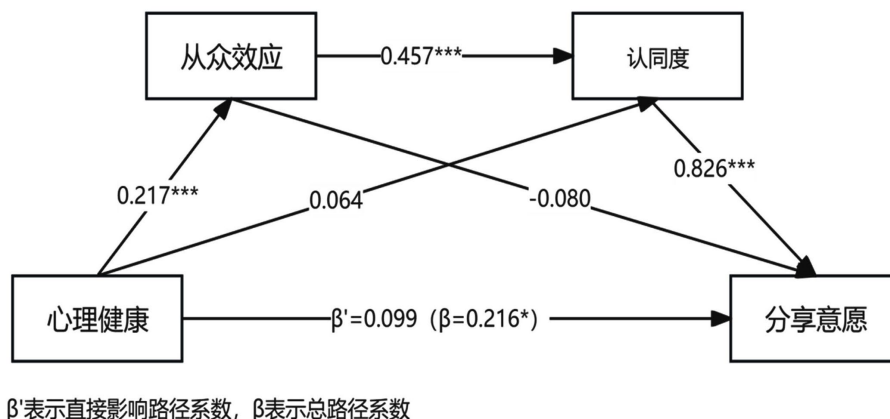 从众效应
0.457***
认同度
0.217***
0.064
-0.080
0.826***
心理健康
β'=0.099（β=0.216*）
分享意愿
β'表示直接影响路径系数，β表示总路径系数